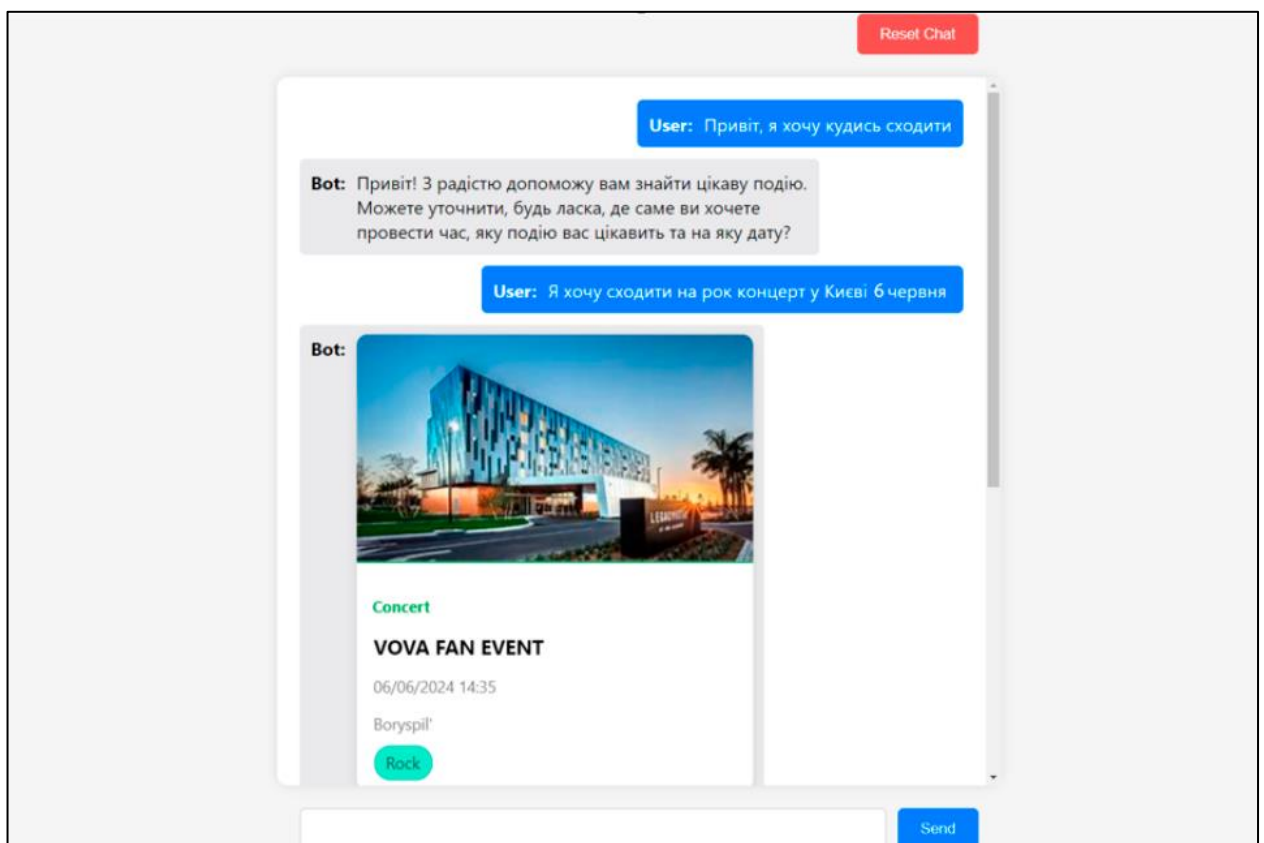 Reset Chat
User: Привіт, я хочу кудись сходити
Bot: Привіт! З радістю допоможу вам знайти цікаву подію.
Можете уточнити, будь ласка, де саме ви хочете
провести час, яку подію вас цікавить та на яку дату?
User: Я хочу сходити на рок концерт у Києві 6 червня
Bot:
Concert
VOVA FAN EVENT
06/06/2024 14:35
Boryspil'
Rock
Send